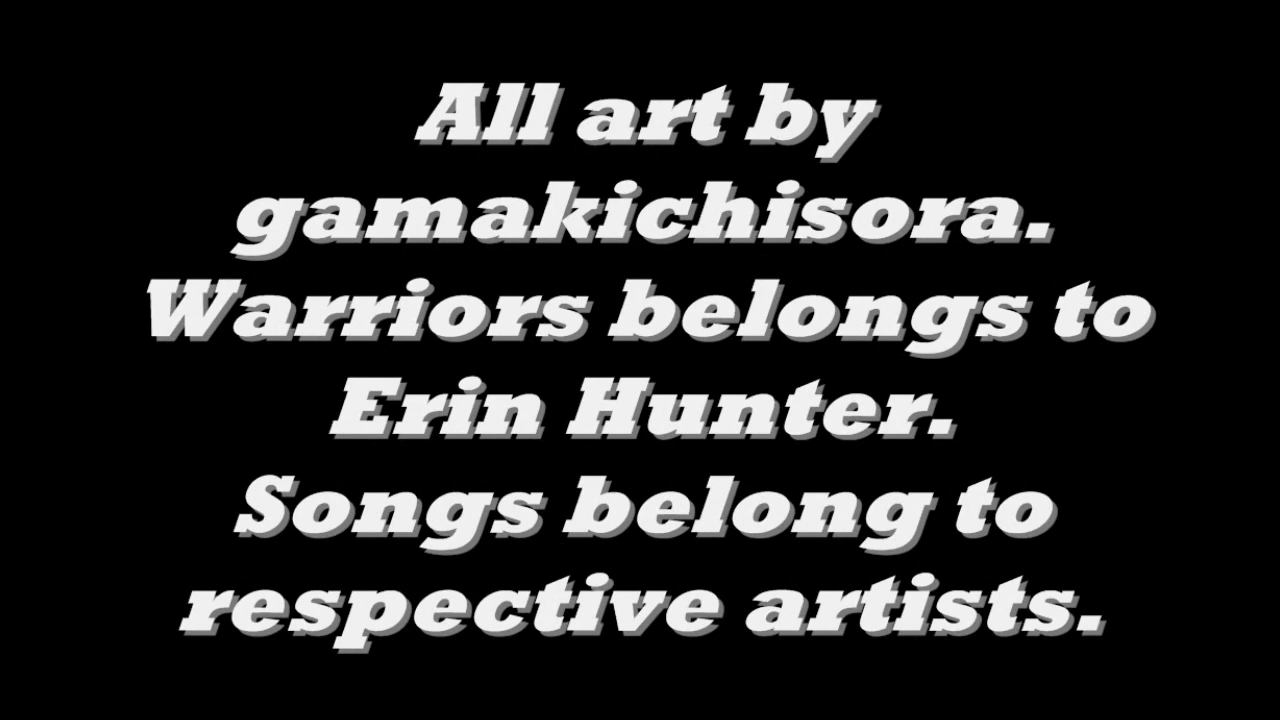 All art by
gamakichisora.
Warriors belongs to
Erin Hunter.
Songs belong to
respective artists.